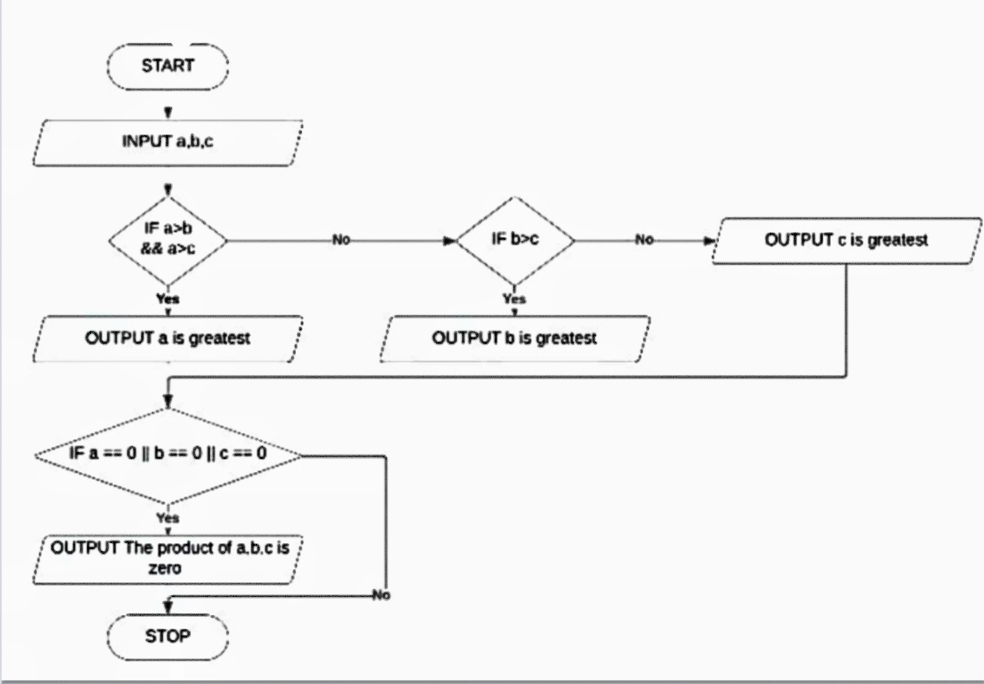 START
INPUT a,b,c
IF a>b
&& a>c
No
IF b>c
No
OUTPUT c is greatest
Yes
Yes
OUTPUT a is greatest
OUTPUT b is greatest
IF a == 0 || b == 0 || c == 0
Yes
OUTPUT The product of a,b,c is
zero
No
STOP